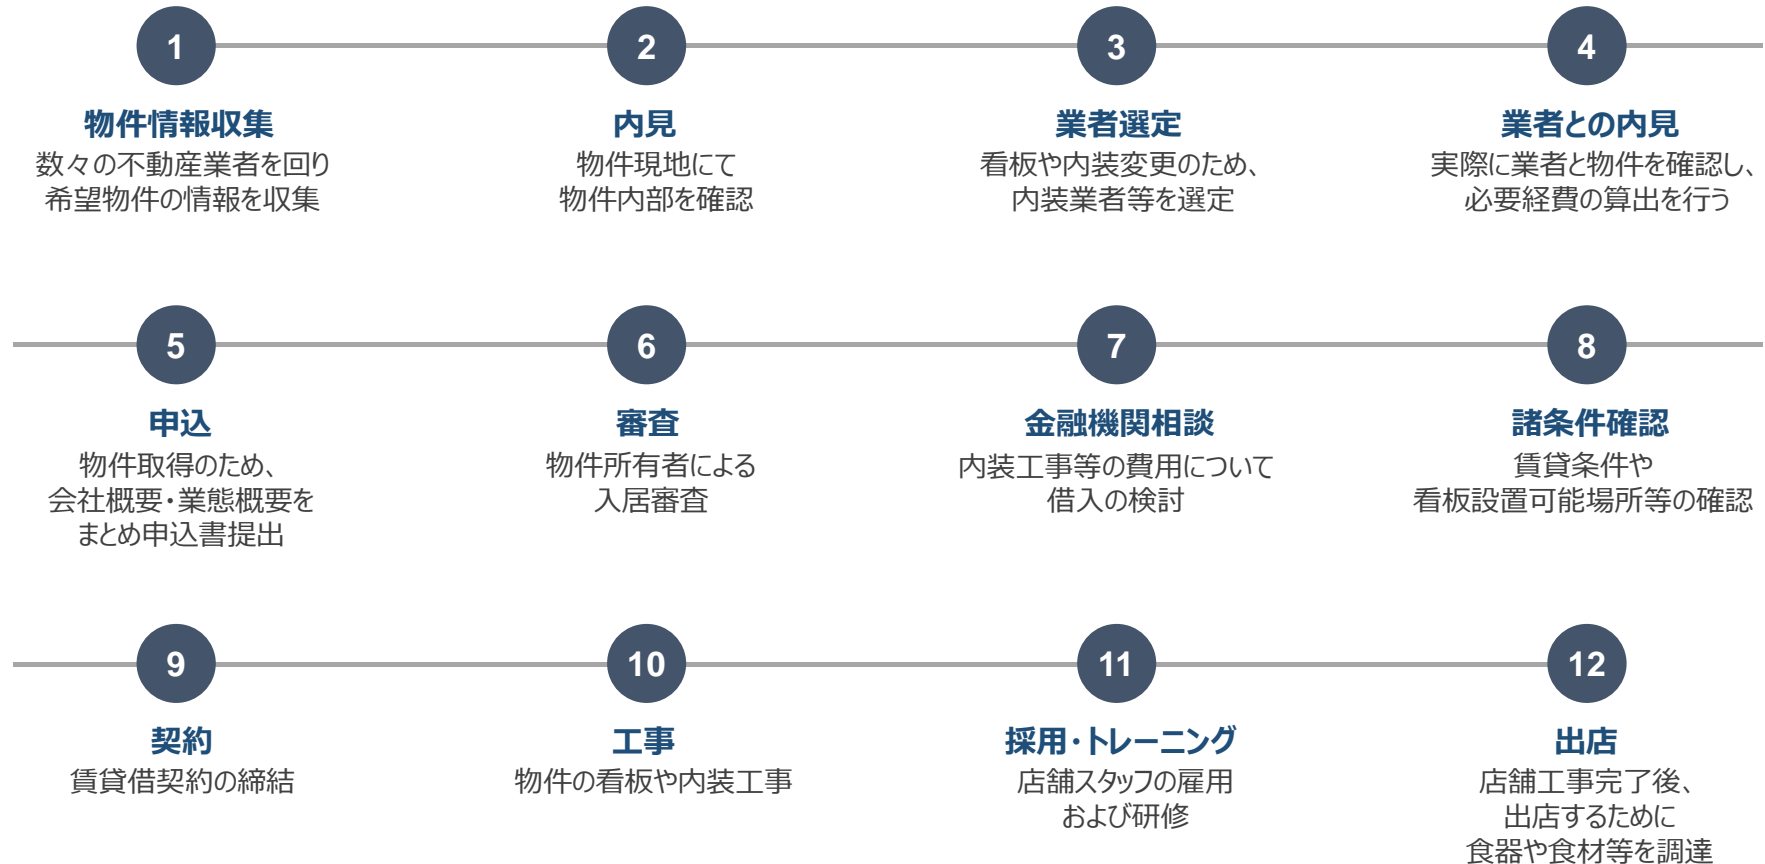 1
物件情報収集
数々の不動産業者を回り
希望物件の情報を収集
2
内見
物件現地にて
物件内部を確認
3
業者選定
看板や内装変更のため、
内装業者等を選定
4
業者との内見
実際に業者と物件を確認し、
必要経費の算出を行う
5
申込
物件取得のため、
会社概要・業態概要を
まとめ申込書提出
6
審査
物件所有者による
入居審査
7
金融機関相談
内装工事等の費用について
借入の検討
8
諸条件確認
賃貸条件や
看板設置可能場所等の確認
9
契約
賃貸借契約の締結
10
工事
物件の看板や内装工事
11
採用・トレーニング
店舗スタッフの雇用
および研修
12
出店
店舗工事完了後、
出店するために
食器や食材等を調達